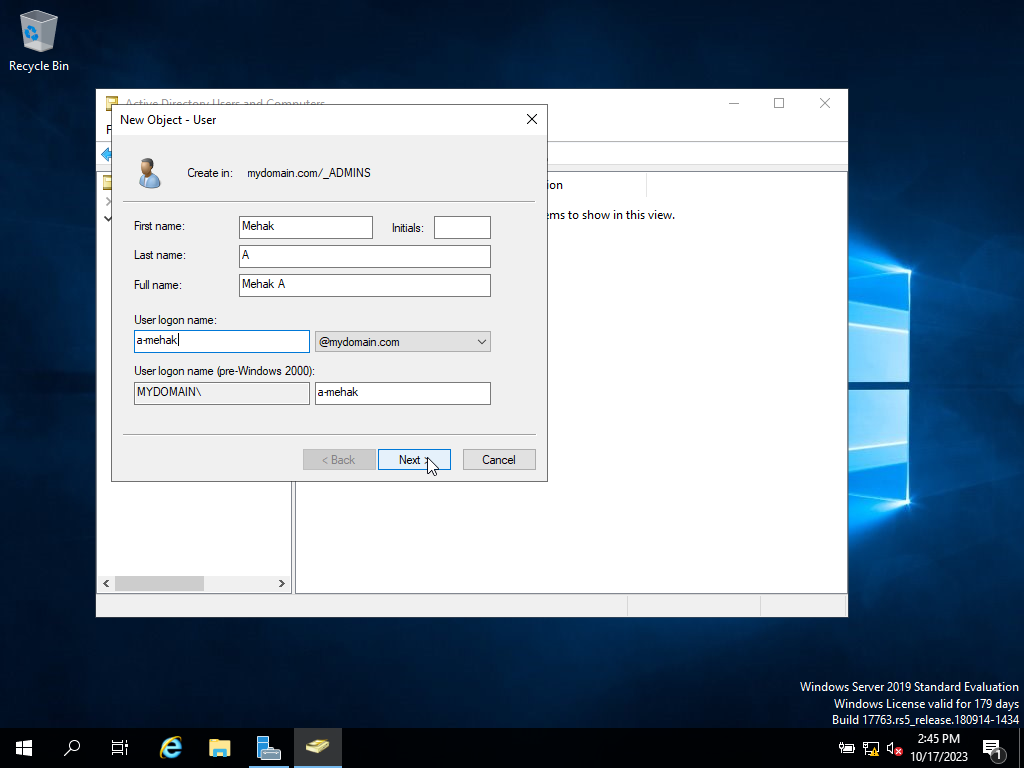 Recycle Bin
Active Directory Users and Computers
New Object - User
Create in: mydomain.com/_ADMINS
First name: Mehak Initials:
Last name: A
Full name: Mehak A
User logon name:
a-mehak @mydomain.com
User logon name (pre-Windows 2000):
MYDOMAIN\ a-mehak
< Back Next > Cancel
to show in this view.
Windows Server 2019 Standard Evaluation
Windows License valid for 179 days
Build 17763.rs5_release.180914-1434
2:45 PM
10/17/2023
1